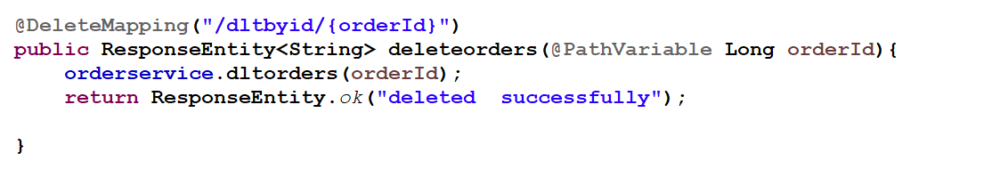 @DeleteMapping("/dltbyid/{orderId}")
public ResponseEntity<String> deleteorders(@PathVariable Long orderId){
    orderservice.dltorders(orderId);
    return ResponseEntity.ok("deleted  successfully");

}